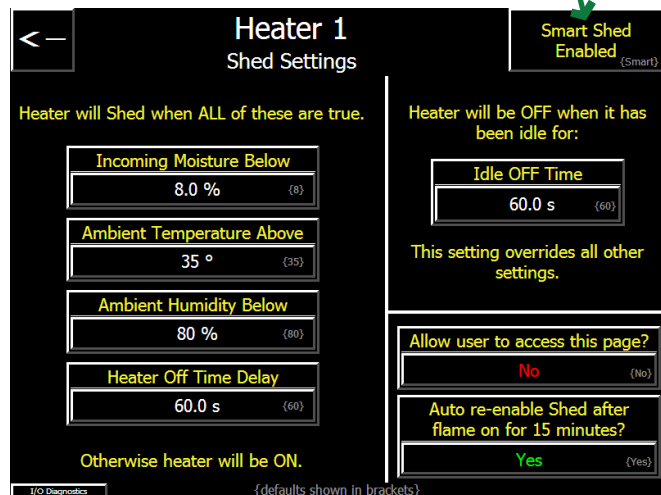 < —
Heater 1
Shed Settings
Smart Shed
Enabled
{Smart}
Heater will Shed when ALL of these are true.
Incoming Moisture Below
8.0 %
{8}
Ambient Temperature Above
35 °
{35}
Ambient Humidity Below
80 %
{80}
Heater Off Time Delay
60.0 s
{60}
Otherwise heater will be ON.
Heater will be OFF when it has
been idle for:
Idle OFF Time
60.0 s
{60}
This setting overrides all other
settings.
Allow user to access this page?
No
{No}
Auto re-enable Shed after
flame on for 15 minutes?
Yes
{Yes}
I/O Diagnostics
{defaults shown in brackets}